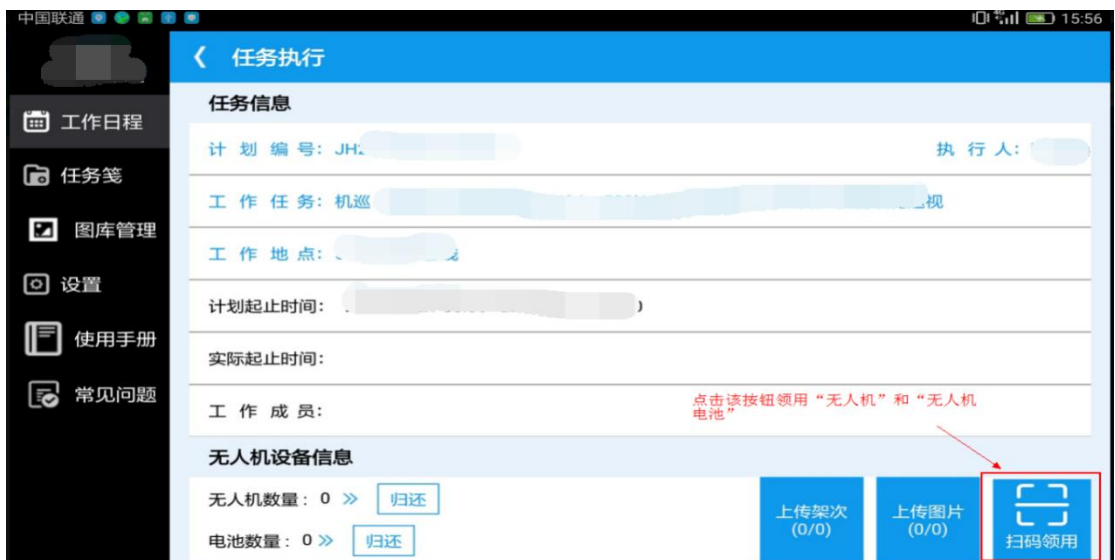 中国联通
15:56
任务执行
工作日程
任务笺
图库管理
设置
使用手册
常见问题
任务信息
计 划 编 号： JH
执 行 人：
工 作 任 务： 机巡 视
工 作 地 点：
计划起止时间：
实际起止时间：
工 作 成 员：
点击该按钮领用“无人机”和“无人机
电池”
无人机设备信息
无人机数量： 0 》 归还
电池数量： 0 》 归还
上传架次
(0/0)
上传图片
(0/0)
扫码领用